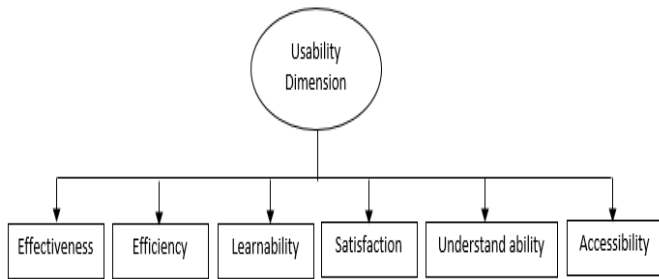 Usability
Dimension
Effectiveness
Efficiency
Learnability
Satisfaction
Understand ability
Accessibility